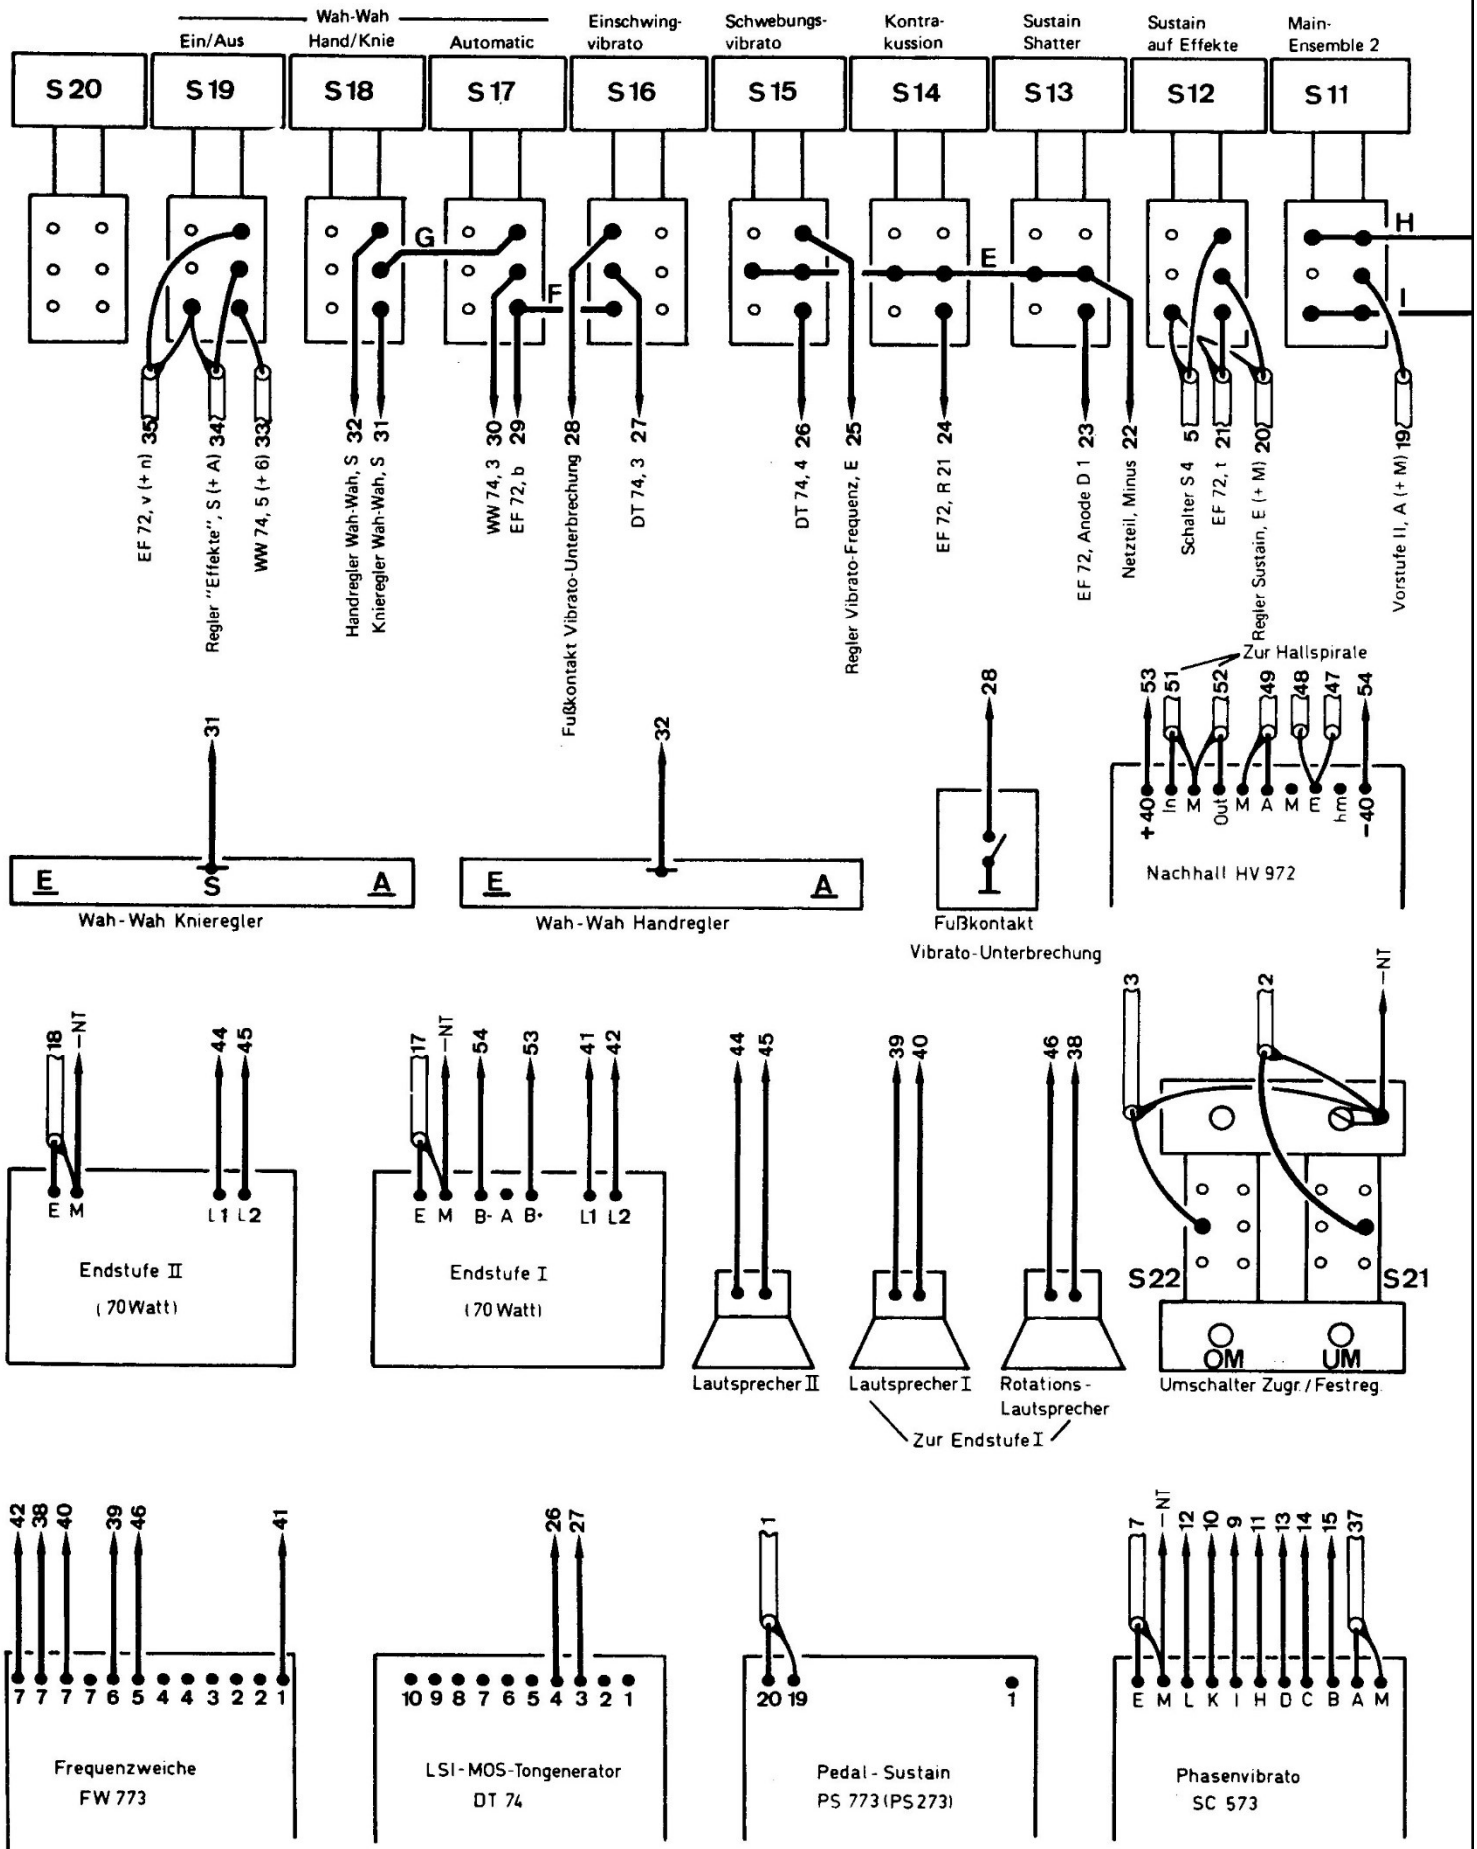 Wah-Wah
Einschwing-
vibrato
Schwebungs-
vibrato
Kontra-
kussion
Sustain
Shatter
Sustain
auf Effekte
Main-
Ensemble 2
Ein/Aus
Hand/Knie
Automatic
S 20
S 19
S 18
S 17
S 16
S 15
S 14
S 13
S 12
S 11
G
F
E
H
I
EF 72, v (+ n) 35
Regler "Effekte", S (+ A) 34
WW 74, 5 (+ 6) 33
Handregler Wah-Wah, S 32
Knieregler Wah-Wah, S 31
WW 74, 3 30
EF 72, b 29
Fußkontakt Vibrato-Unterbrechung 28
DT 74, 3 27
DT 74, 4 26
Regler Vibrato-Frequenz, E 25
EF 72, R 21 24
EF 72, Anode D 1 23
Netzteil, Minus 22
Schalter S 4 5
EF 72, t 21
Regler Sustain, E (+ M) 20
Vorstufe II, A (+ M) 19
31
E S A
Wah-Wah Knieregler
32
E A
Wah-Wah Handregler
28
Fußkontakt
Vibrato-Unterbrechung
Zur Hallspirale
53 51 52 49 48 47 54
+40 In M Out M A M E hm -40
Nachhall HV 972
18 -NT 44 45
E M L1 L2
Endstufe II
(70Watt)
17 -NT 54 53 41 42
E M B- A B+ L1 L2
Endstufe I
(70Watt)
44 45
Lautsprecher II
39 40
Lautsprecher I
46 38
Rotations-
Lautsprecher
Zur Endstufe I
3 2 -NT
S22 S21
OM UM
Umschalter Zugr./Festreg.
42 38 40 39 46 41
7 7 7 7 6 5 4 4 3 2 2 1
Frequenzweiche
FW 773
26 27
10 9 8 7 6 5 4 3 2 1
LSI-MOS-Tongenerator
DT 74
1
20 19 1
Pedal-Sustain
PS 773 (PS273)
7 -NT 12 10 9 11 13 14 15 37
E M L K I H D C B A M
Phasenvibrato
SC 573